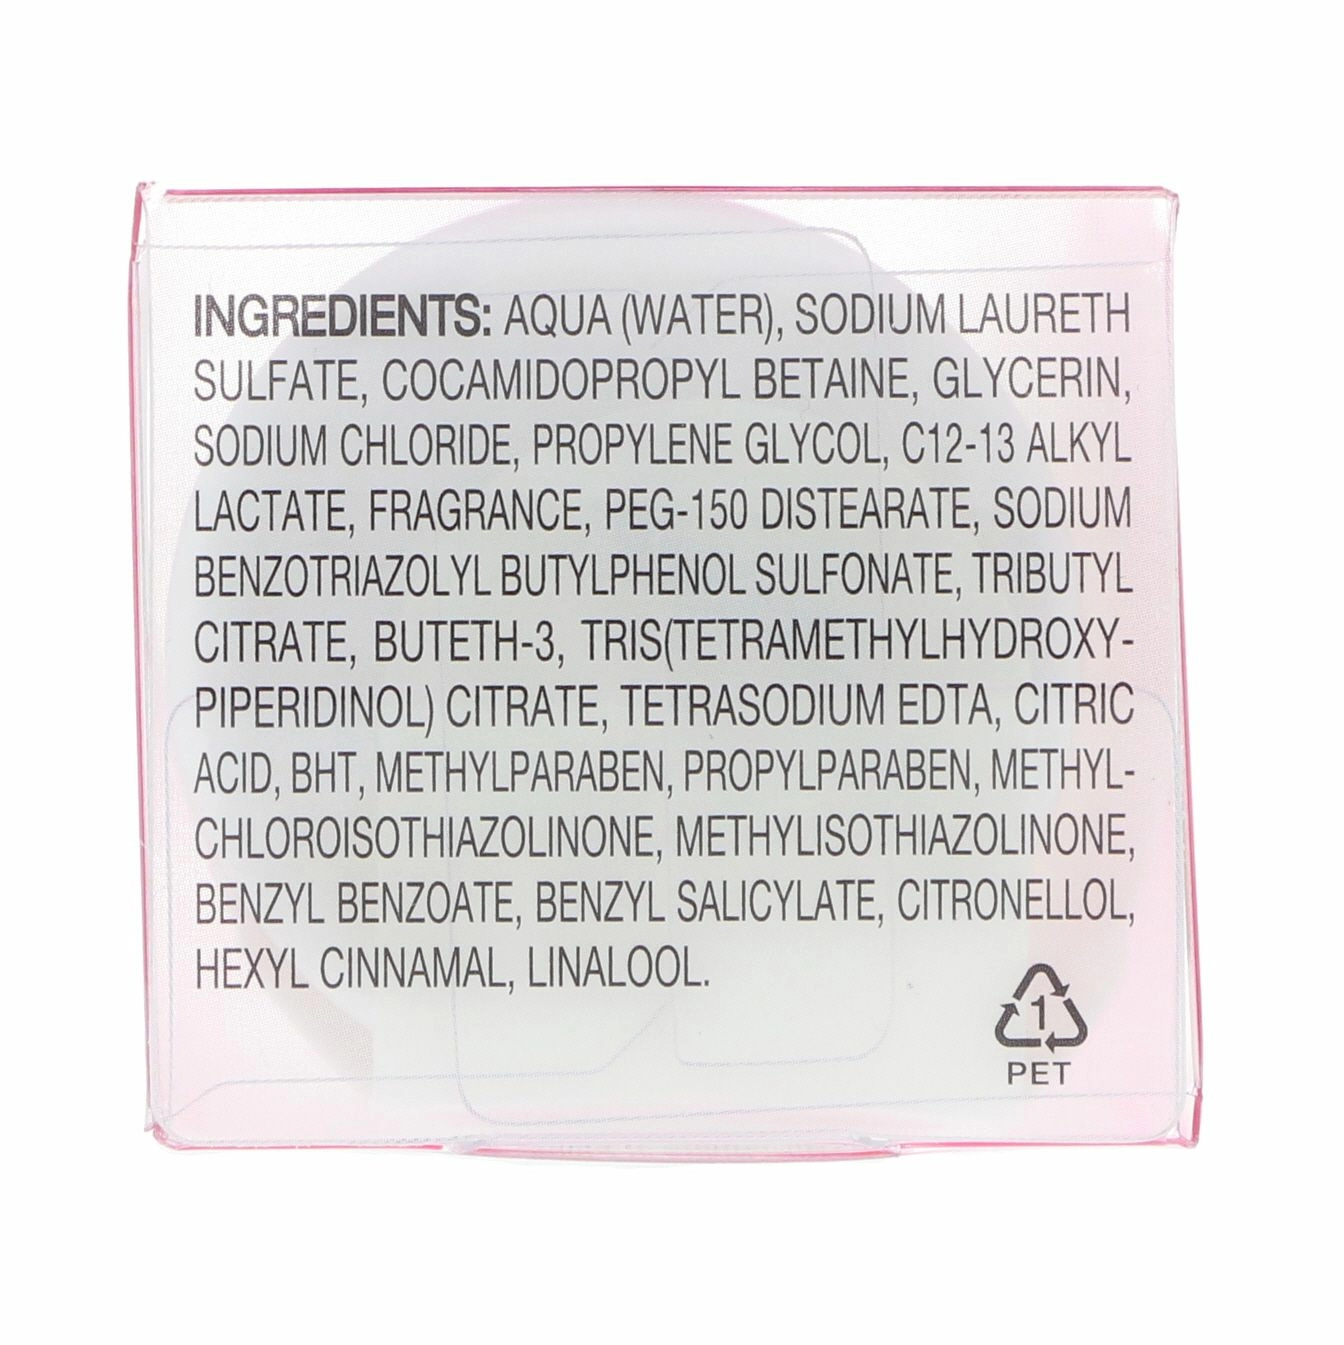 INGREDIENTS: AQUA (WATER), SODIUM LAURETH
SULFATE, COCAMIDOPROPYL BETAINE, GLYCERIN,
SODIUM CHLORIDE, PROPYLENE GLYCOL, C12-13 ALKYL
LACTATE, FRAGRANCE, PEG-150 DISTEARATE, SODIUM
BENZOTRIAZOLYL BUTYLPHENOL SULFONATE, TRIBUTYL
CITRATE, BUTETH-3, TRIS(TETRAMETHYLHYDROXY-
PIPERIDINOL) CITRATE, TETRASODIUM EDTA, CITRIC
ACID, BHT, METHYLPARABEN, PROPYLPARABEN, METHYL-
CHLOROISOTHIAZOLINONE, METHYLISOTHIAZOLINONE,
BENZYL BENZOATE, BENZYL SALICYLATE, CITRONELLOL,
HEXYL CINNAMAL, LINALOOL.
1
PET